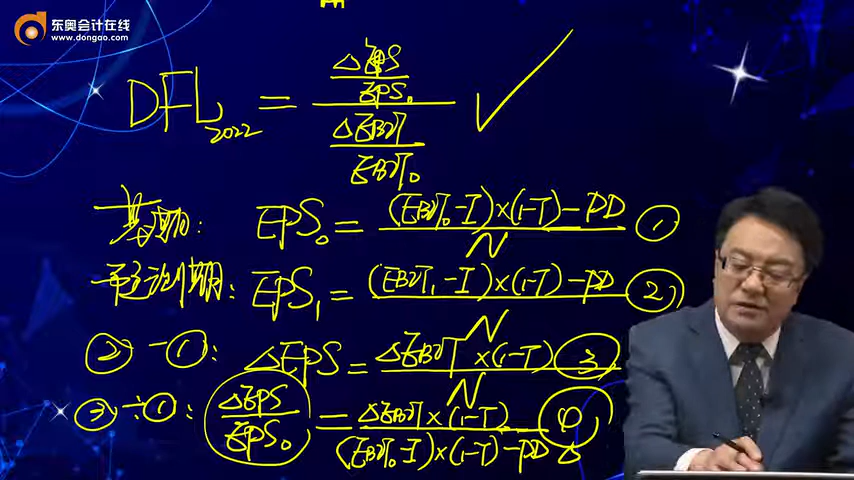 东奥会计在线
www.dongao.com
DFL2022 = (ΔEPS/EPS0)/(ΔEBIT/EBIT0) ✓
基期: EPS0 = ((EBIT0-I)×(1-T)-PD)/N ①
预测期: EPS1 = ((EBIT1-I)×(1-T)-PD)/N ②
②-①: ΔEPS = (ΔEBIT×(1-T))/N ③
③÷①: ΔEPS/EPS0 = (ΔEBIT×(1-T))/((EBIT0-I)×(1-T)-PD)